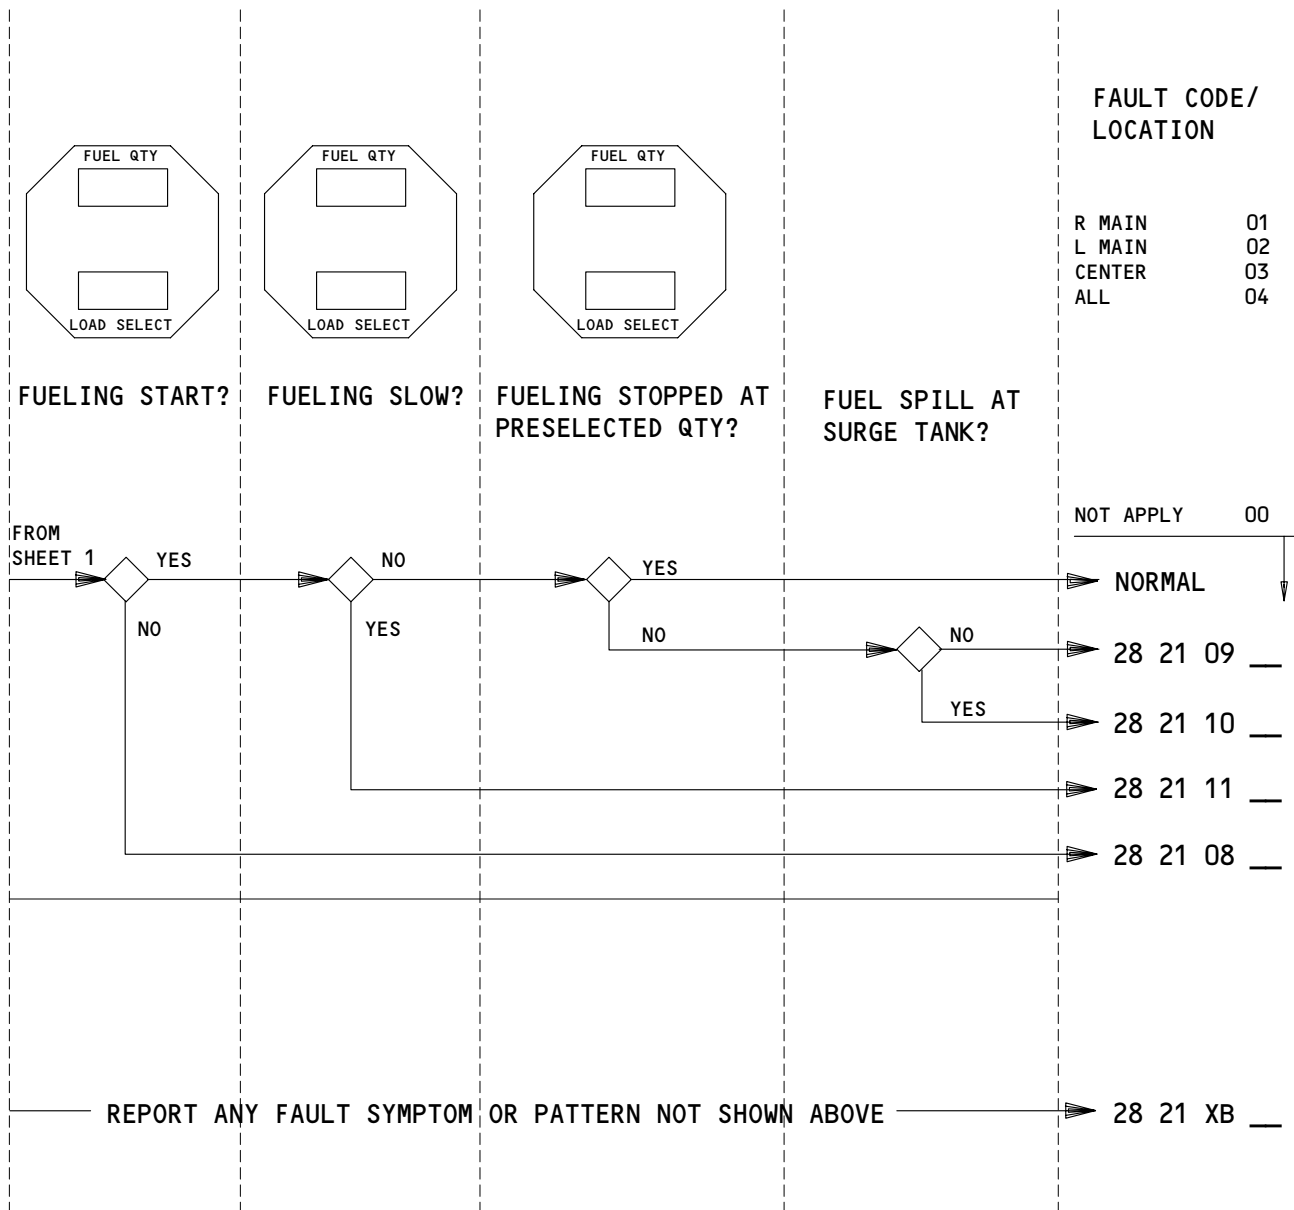 FAULT CODE/
LOCATION
FUEL QTY
LOAD SELECT
FUEL QTY
LOAD SELECT
FUEL QTY
LOAD SELECT
R MAIN 01
L MAIN 02
CENTER 03
ALL 04
FUELING START?
FUELING SLOW?
FUELING STOPPED AT
PRESELECTED QTY?
FUEL SPILL AT
SURGE TANK?
NOT APPLY 00
FROM
SHEET 1
YES
NO
YES
NORMAL
NO
YES
NO
NO
28 21 09 __
YES
28 21 10 __
28 21 11 __
28 21 08 __
REPORT ANY FAULT SYMPTOM OR PATTERN NOT SHOWN ABOVE
28 21 XB __